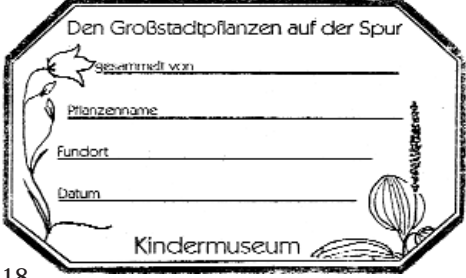 Den Großstadtpflanzen auf der Spur
gesammelt von
Pflanzenname
Fundort
Datum
Kindermuseum
18